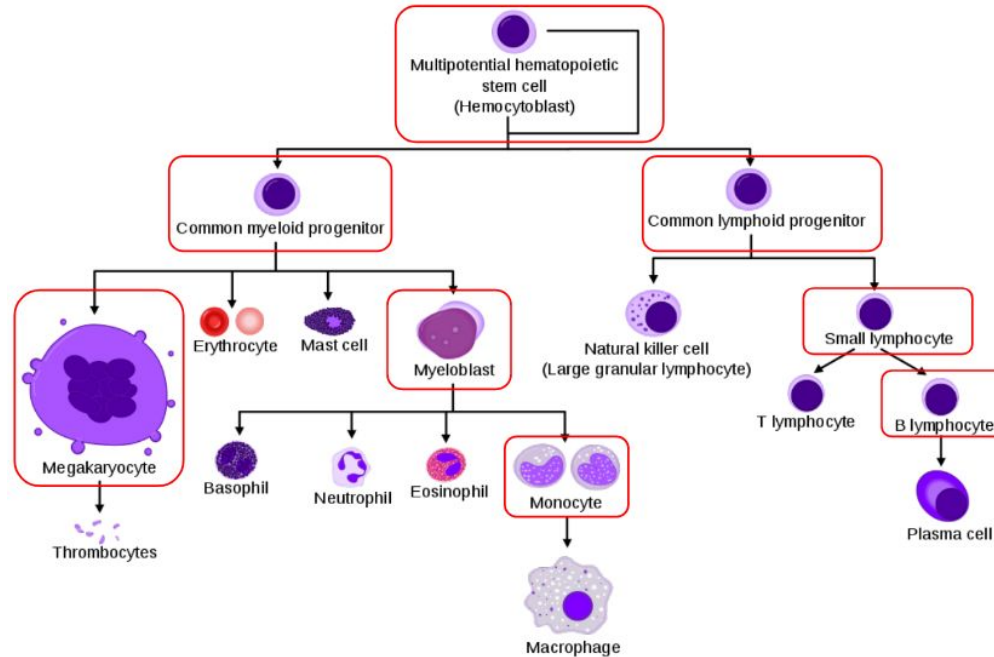 Multipotential hematopoietic
stem cell
(Hemocytoblast)
Common myeloid progenitor
Common lymphoid progenitor
Megakaryocyte
Erythrocyte
Mast cell
Myeloblast
Natural killer cell
(Large granular lymphocyte)
Small lymphocyte
T lymphocyte
B lymphocyte
Basophil
Neutrophil
Eosinophil
Monocyte
Plasma cell
Thrombocytes
Macrophage